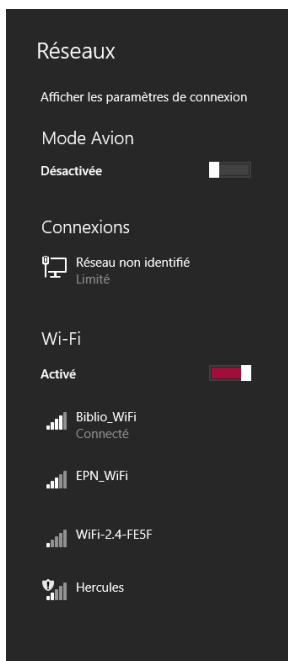 Réseaux
Afficher les paramètres de connexion
Mode Avion
Désactivée
Connexions
Réseau non identifié
Limité
Wi-Fi
Activé
Biblio_WiFi
Connecté
EPN_WiFi
WiFi-2.4-FE5F
Hercules